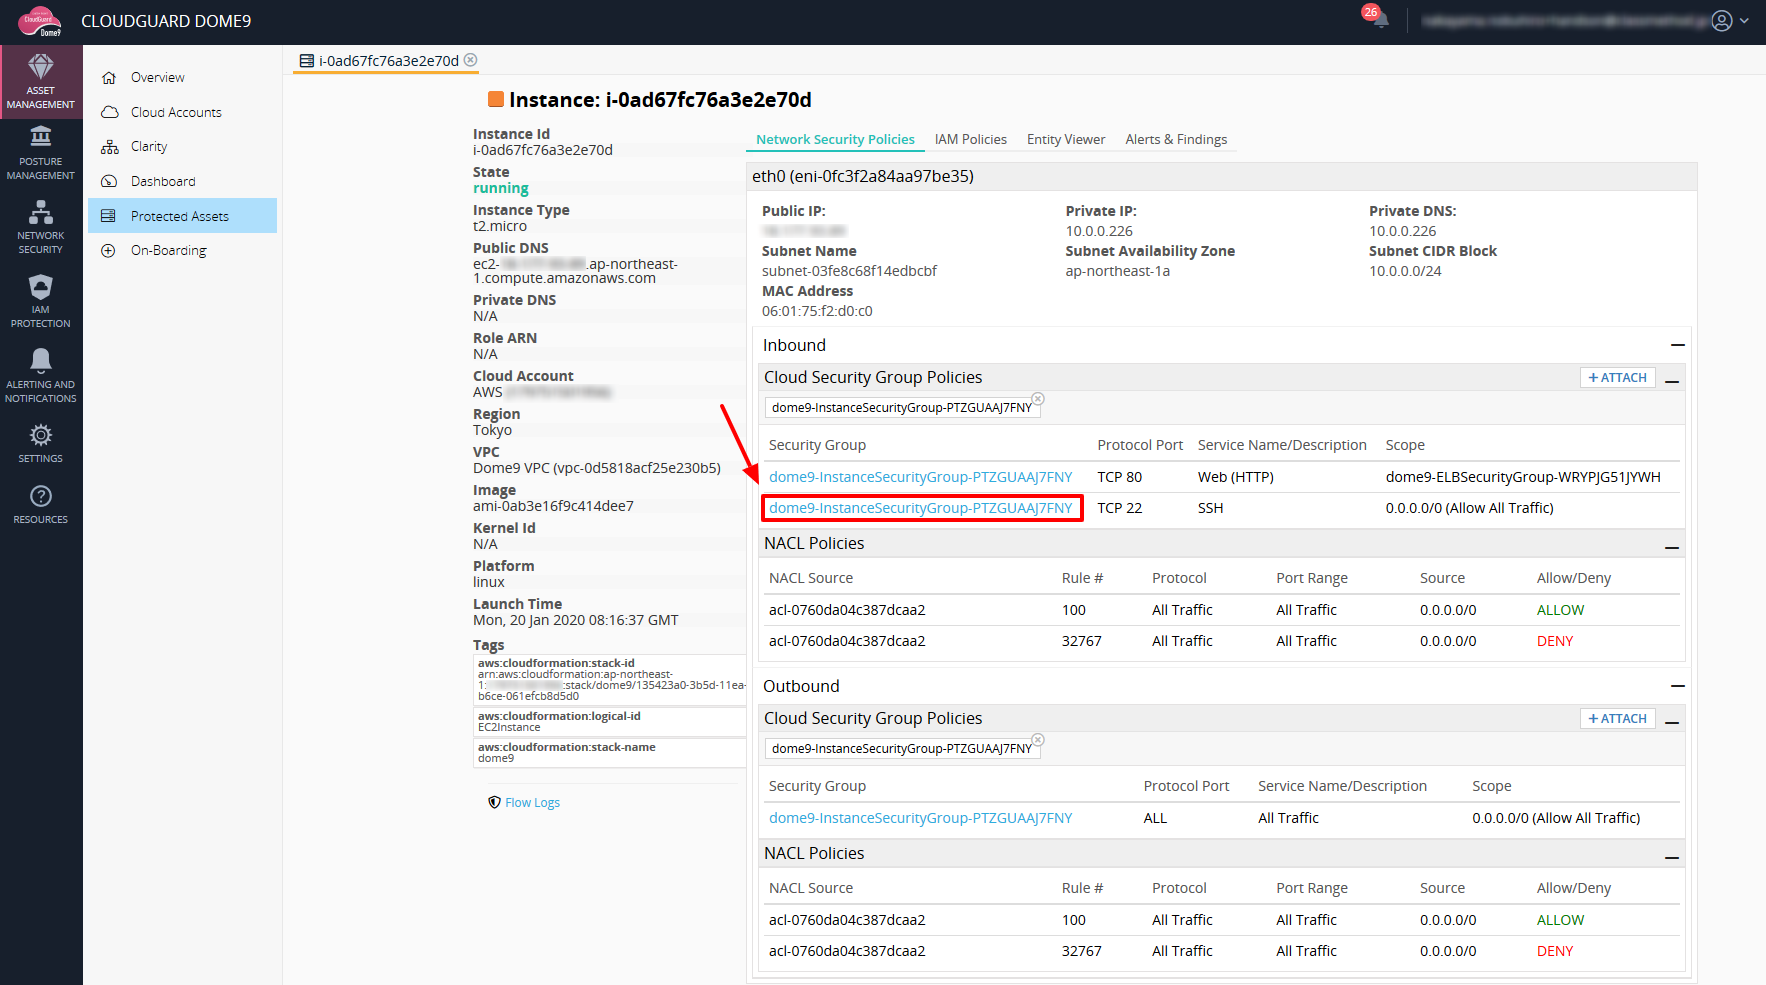 CloudGuard
Dome9
CLOUDGUARD DOME9
26
ASSET
MANAGEMENT
POSTURE
MANAGEMENT
NETWORK
SECURITY
IAM
PROTECTION
ALERTING AND
NOTIFICATIONS
SETTINGS
RESOURCES
Overview
Cloud Accounts
Clarity
Dashboard
Protected Assets
On-Boarding
i-0ad67fc76a3e2e70d
Instance: i-0ad67fc76a3e2e70d
Instance Id
i-0ad67fc76a3e2e70d
State
running
Instance Type
t2.micro
Public DNS
ec2- .ap-northeast-
1.compute.amazonaws.com
Private DNS
N/A
Role ARN
N/A
Cloud Account
AWS
Region
Tokyo
VPC
Dome9 VPC (vpc-0d5818acf25e230b5)
Image
ami-0ab3e16f9c414dee7
Kernel Id
N/A
Platform
linux
Launch Time
Mon, 20 Jan 2020 08:16:37 GMT
Tags
aws:cloudformation:stack-id
arn:aws:cloudformation:ap-northeast-
1: :stack/dome9/135423a0-3b5d-11ea-
b6ce-061efcb8d5d0
aws:cloudformation:logical-id
EC2Instance
aws:cloudformation:stack-name
dome9
Flow Logs
Network Security Policies IAM Policies Entity Viewer Alerts & Findings
eth0 (eni-0fc3f2a84aa97be35)
Public IP: Private IP: Private DNS:
10.0.0.226 10.0.0.226
Subnet Name Subnet Availability Zone Subnet CIDR Block
subnet-03fe8c68f14edbcbf ap-northeast-1a 10.0.0.0/24
MAC Address
06:01:75:f2:d0:c0
Inbound
Cloud Security Group Policies + ATTACH
dome9-InstanceSecurityGroup-PTZGUAAJ7FNY
Security Group Protocol Port Service Name/Description Scope
dome9-InstanceSecurityGroup-PTZGUAAJ7FNY TCP 80 Web (HTTP) dome9-ELBSecurityGroup-WRYPJG51JYWH
dome9-InstanceSecurityGroup-PTZGUAAJ7FNY TCP 22 SSH 0.0.0.0/0 (Allow All Traffic)
NACL Policies
NACL Source Rule # Protocol Port Range Source Allow/Deny
acl-0760da04c387dcaa2 100 All Traffic All Traffic 0.0.0.0/0 ALLOW
acl-0760da04c387dcaa2 32767 All Traffic All Traffic 0.0.0.0/0 DENY
Outbound
Cloud Security Group Policies + ATTACH
dome9-InstanceSecurityGroup-PTZGUAAJ7FNY
Security Group Protocol Port Service Name/Description Scope
dome9-InstanceSecurityGroup-PTZGUAAJ7FNY ALL All Traffic 0.0.0.0/0 (Allow All Traffic)
NACL Policies
NACL Source Rule # Protocol Port Range Source Allow/Deny
acl-0760da04c387dcaa2 100 All Traffic All Traffic 0.0.0.0/0 ALLOW
acl-0760da04c387dcaa2 32767 All Traffic All Traffic 0.0.0.0/0 DENY